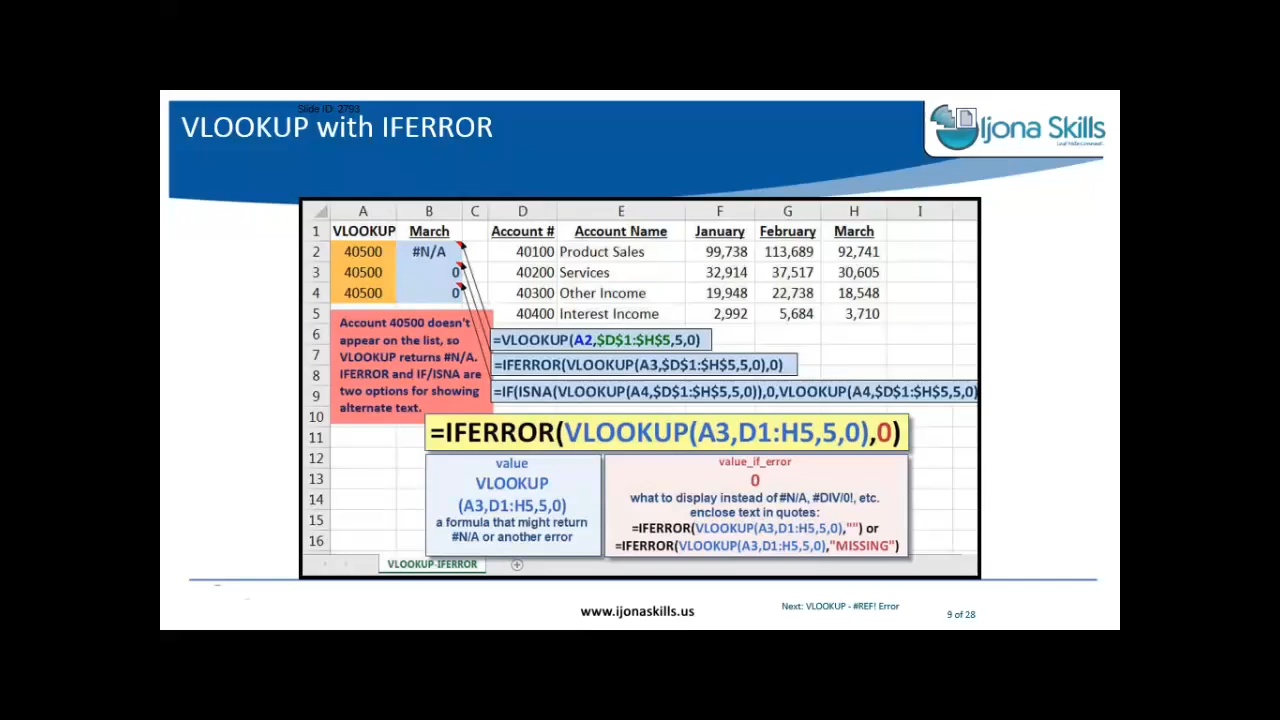 Slide ID: 2793
VLOOKUP with IFERROR
Ijona Skills
A B C D E F G H I
1 VLOOKUP March Account # Account Name January February March
2 40500 #N/A 40100 Product Sales 99,738 113,689 92,741
3 40500 0 40200 Services 32,914 37,517 30,605
4 40500 0 40300 Other Income 19,948 22,738 18,548
5 40400 Interest Income 2,992 5,684 3,710
6
7
8
9
10
11
12
13
14
15
16
Account 40500 doesn't
appear on the list, so
VLOOKUP returns #N/A.
IFERROR and IF/ISNA are
two options for showing
alternate text.
=VLOOKUP(A2,$D$1:$H$5,5,0)
=IFERROR(VLOOKUP(A3,$D$1:$H$5,5,0),0)
=IF(ISNA(VLOOKUP(A4,$D$1:$H$5,5,0)),0,VLOOKUP(A4,$D$1:$H$5,5,0)
=IFERROR(VLOOKUP(A3,D1:H5,5,0),0)
value
VLOOKUP
(A3,D1:H5,5,0)
a formula that might return
#N/A or another error
value_if_error
0
what to display instead of #N/A, #DIV/0!, etc.
enclose text in quotes:
=IFERROR(VLOOKUP(A3,D1:H5,5,0),"") or
=IFERROR(VLOOKUP(A3,D1:H5,5,0),"MISSING")
VLOOKUP-IFERROR
www.ijonaskills.us
Next: VLOOKUP - #REF! Error
9 of 28